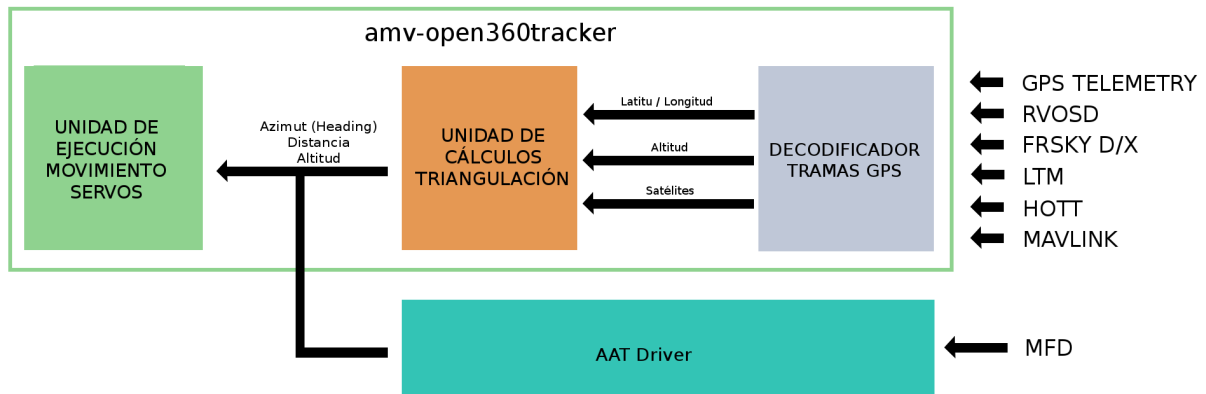 amv-open360tracker
UNIDAD DE
EJECUCIÓN
MOVIMIENTO
SERVOS
Azimut (Heading)
Distancia
Altitud
UNIDAD DE
CÁLCULOS
TRIANGULACIÓN
Latitu / Longitud
Altitud
Satélites
DECODIFICADOR
TRAMAS GPS
GPS TELEMETRY
RVOSD
FRSKY D/X
LTM
HOTT
MAVLINK
AAT Driver
MFD